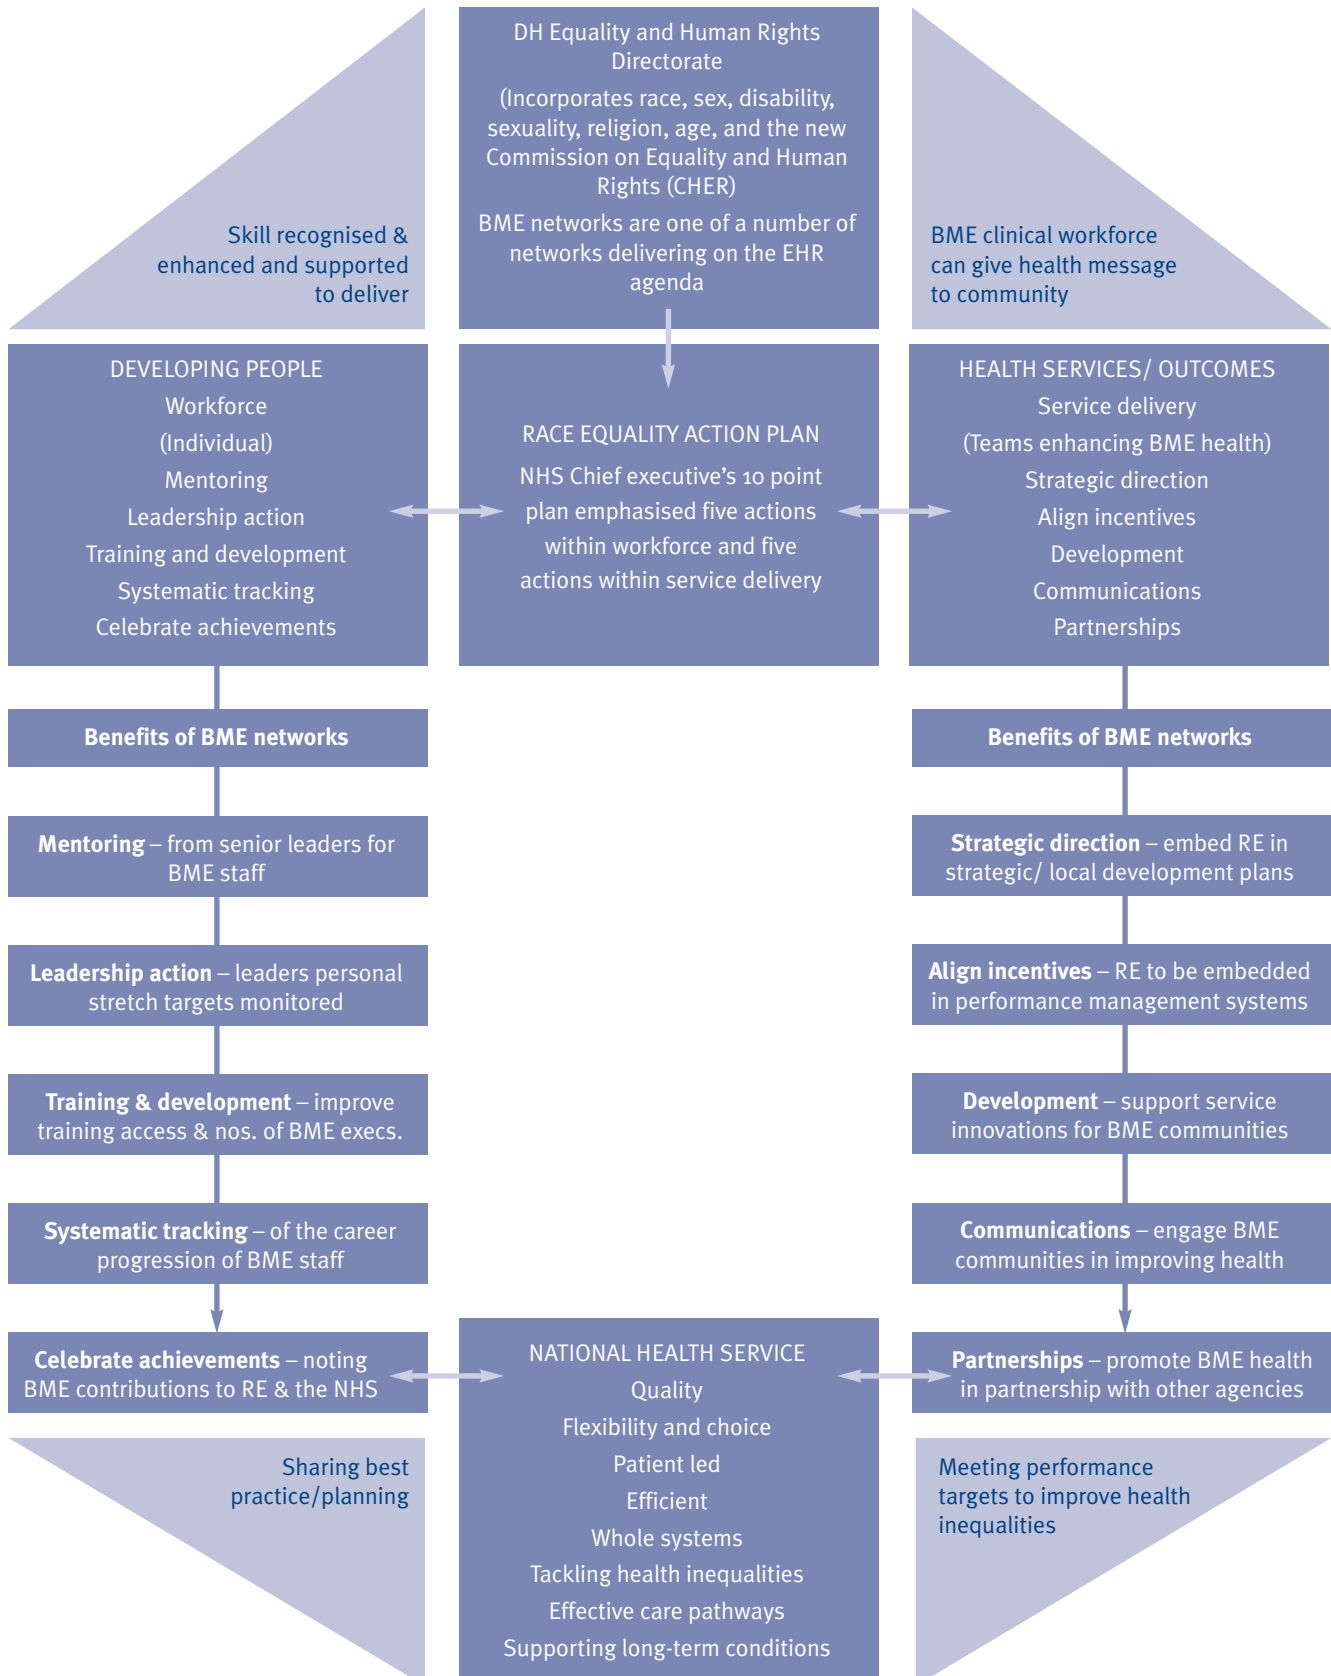 DH Equality and Human Rights
Directorate
(Incorporates race, sex, disability,
sexuality, religion, age, and the new
Commission on Equality and Human
Rights (CHER)
BME networks are one of a number of
networks delivering on the EHR
agenda
Skill recognised &
enhanced and supported
to deliver
BME clinical workforce
can give health message
to community
DEVELOPING PEOPLE
Workforce
(Individual)
Mentoring
Leadership action
Training and development
Systematic tracking
Celebrate achievements
RACE EQUALITY ACTION PLAN
NHS Chief executive’s 10 point
plan emphasised five actions
within workforce and five
actions within service delivery
HEALTH SERVICES/ OUTCOMES
Service delivery
(Teams enhancing BME health)
Strategic direction
Align incentives
Development
Communications
Partnerships
Benefits of BME networks
Mentoring – from senior leaders for
BME staff
Leadership action – leaders personal
stretch targets monitored
Training & development – improve
training access & nos. of BME execs.
Systematic tracking – of the career
progression of BME staff
Celebrate achievements – noting
BME contributions to RE & the NHS
Benefits of BME networks
Strategic direction – embed RE in
strategic/ local development plans
Align incentives – RE to be embedded
in performance management systems
Development – support service
innovations for BME communities
Communications – engage BME
communities in improving health
Partnerships – promote BME health
in partnership with other agencies
NATIONAL HEALTH SERVICE
Quality
Flexibility and choice
Patient led
Efficient
Whole systems
Tackling health inequalities
Effective care pathways
Supporting long-term conditions
Sharing best
practice/planning
Meeting performance
targets to improve health
inequalities